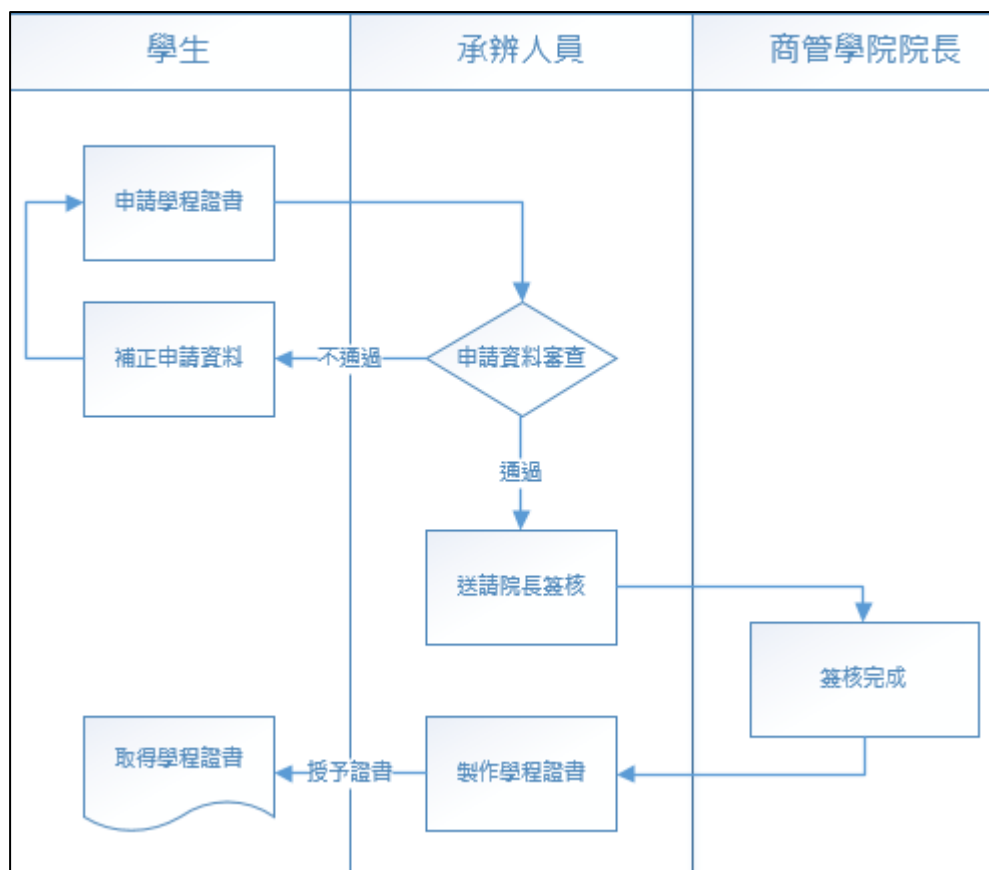 學生
承辨人員
商管學院院長
申請學程證書
補正申請資料
不通過
申請資料審查
通過
送請院長簽核
簽核完成
取得學程證書
授予證書
製作學程證書